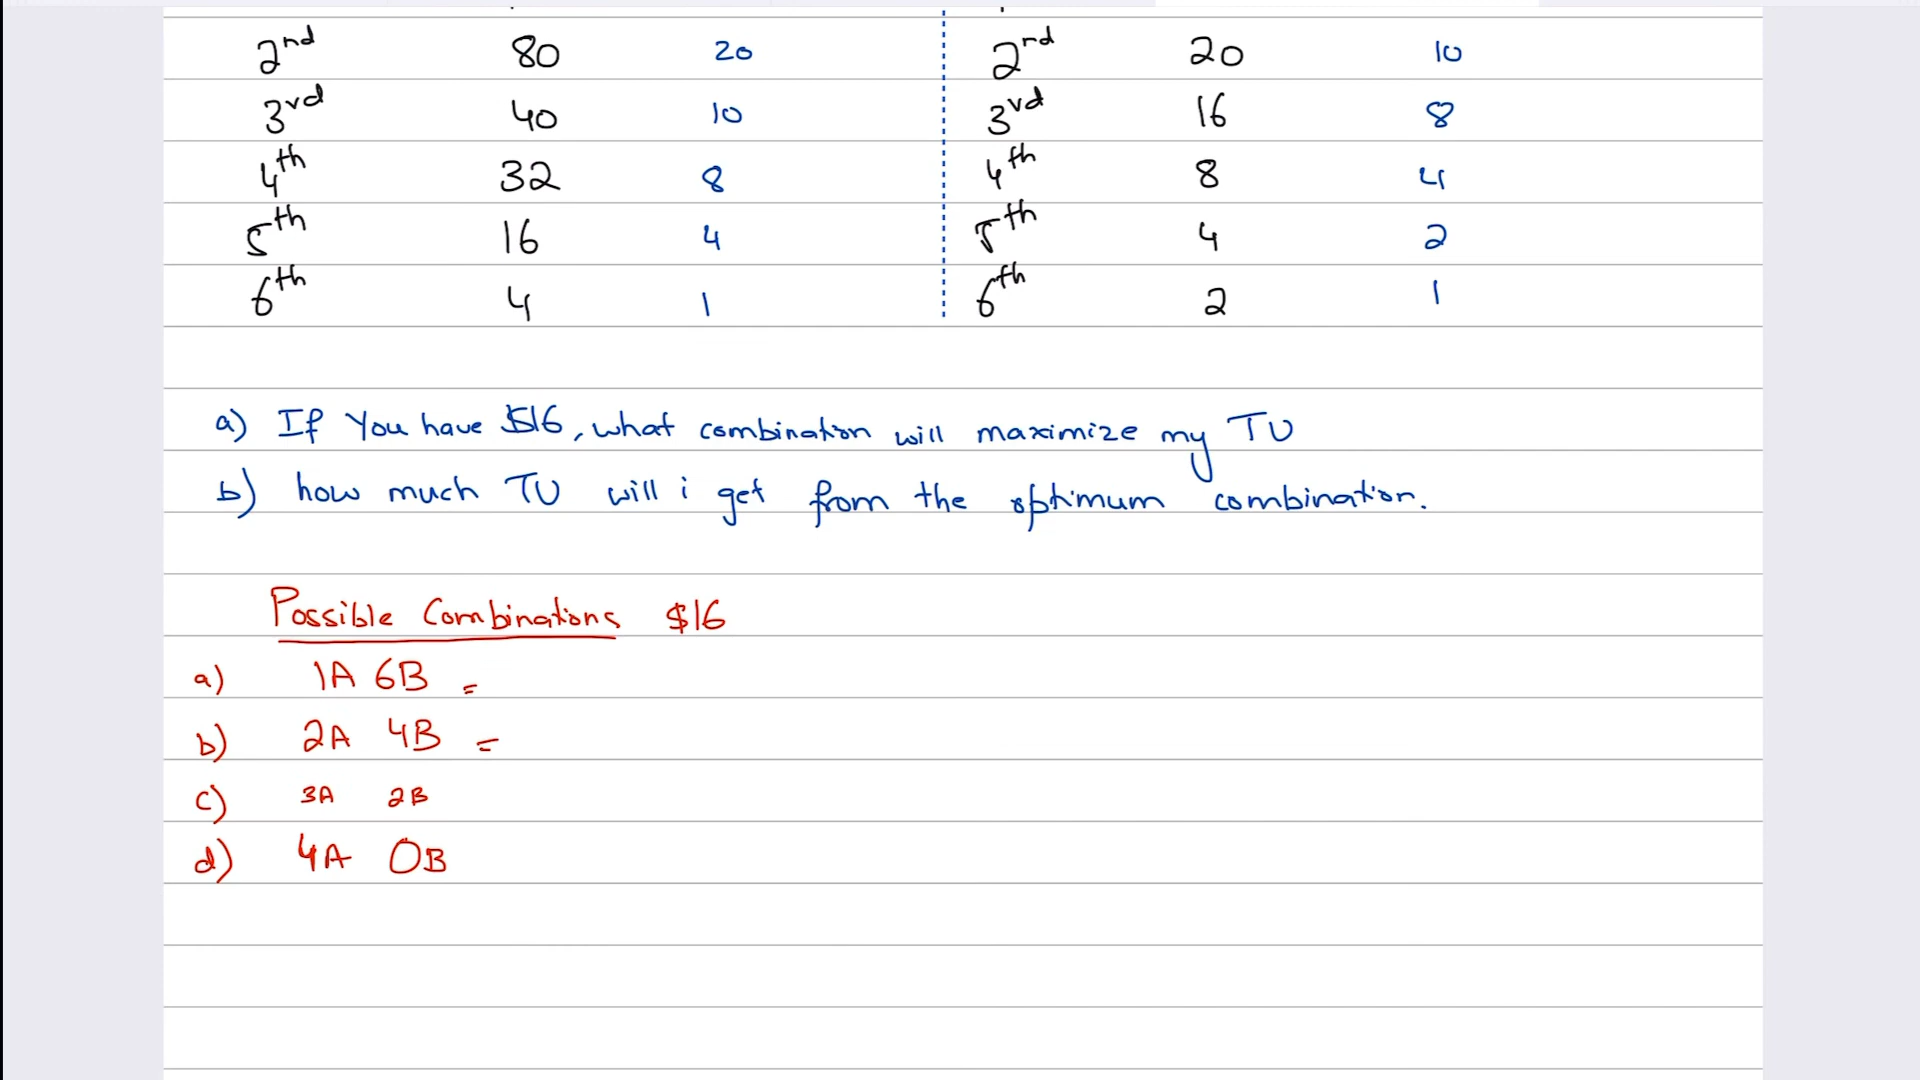 2nd 80 20 2nd 20 10
3rd 40 10 3rd 16 8
4th 32 8 4th 8 4
5th 16 4 5th 4 2
6th 4 1 6th 2 1
a) If You have $16, what combination will maximize my TU
b) how much TU will i get from the optimum combination.
Possible Combinations $16
a) 1A 6B =
b) 2A 4B =
c) 3A 2B
d) 4A 0B